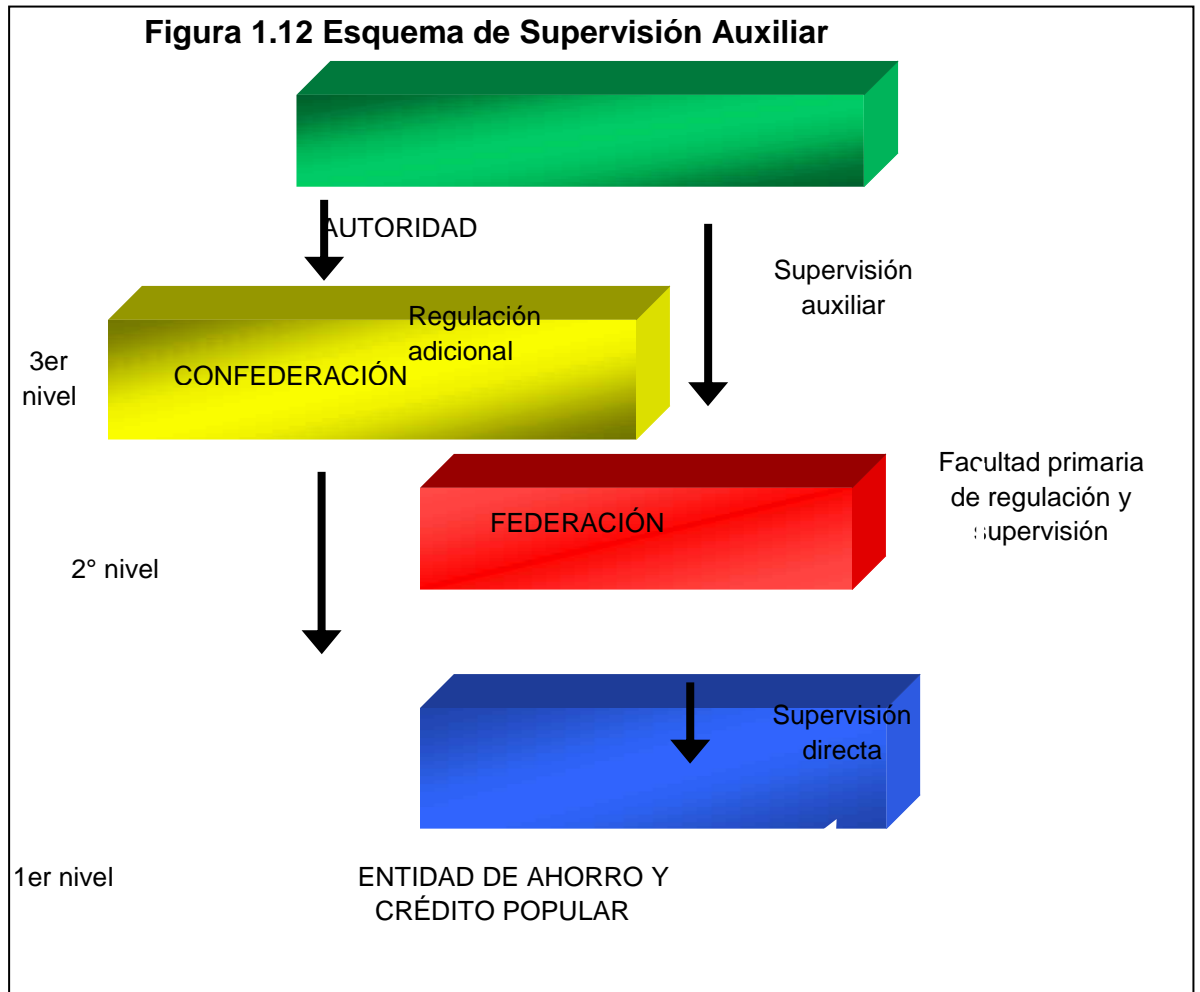 Figura 1.12 Esquema de Supervisión Auxiliar
AUTORIDAD
Supervisión
auxiliar
Regulación
adicional
3er
nivel
CONFEDERACIÓN
Facultad primaria
de regulación y
supervisión
FEDERACIÓN
2° nivel
Supervisión
directa
1er nivel
ENTIDAD DE AHORRO Y
CRÉDITO POPULAR